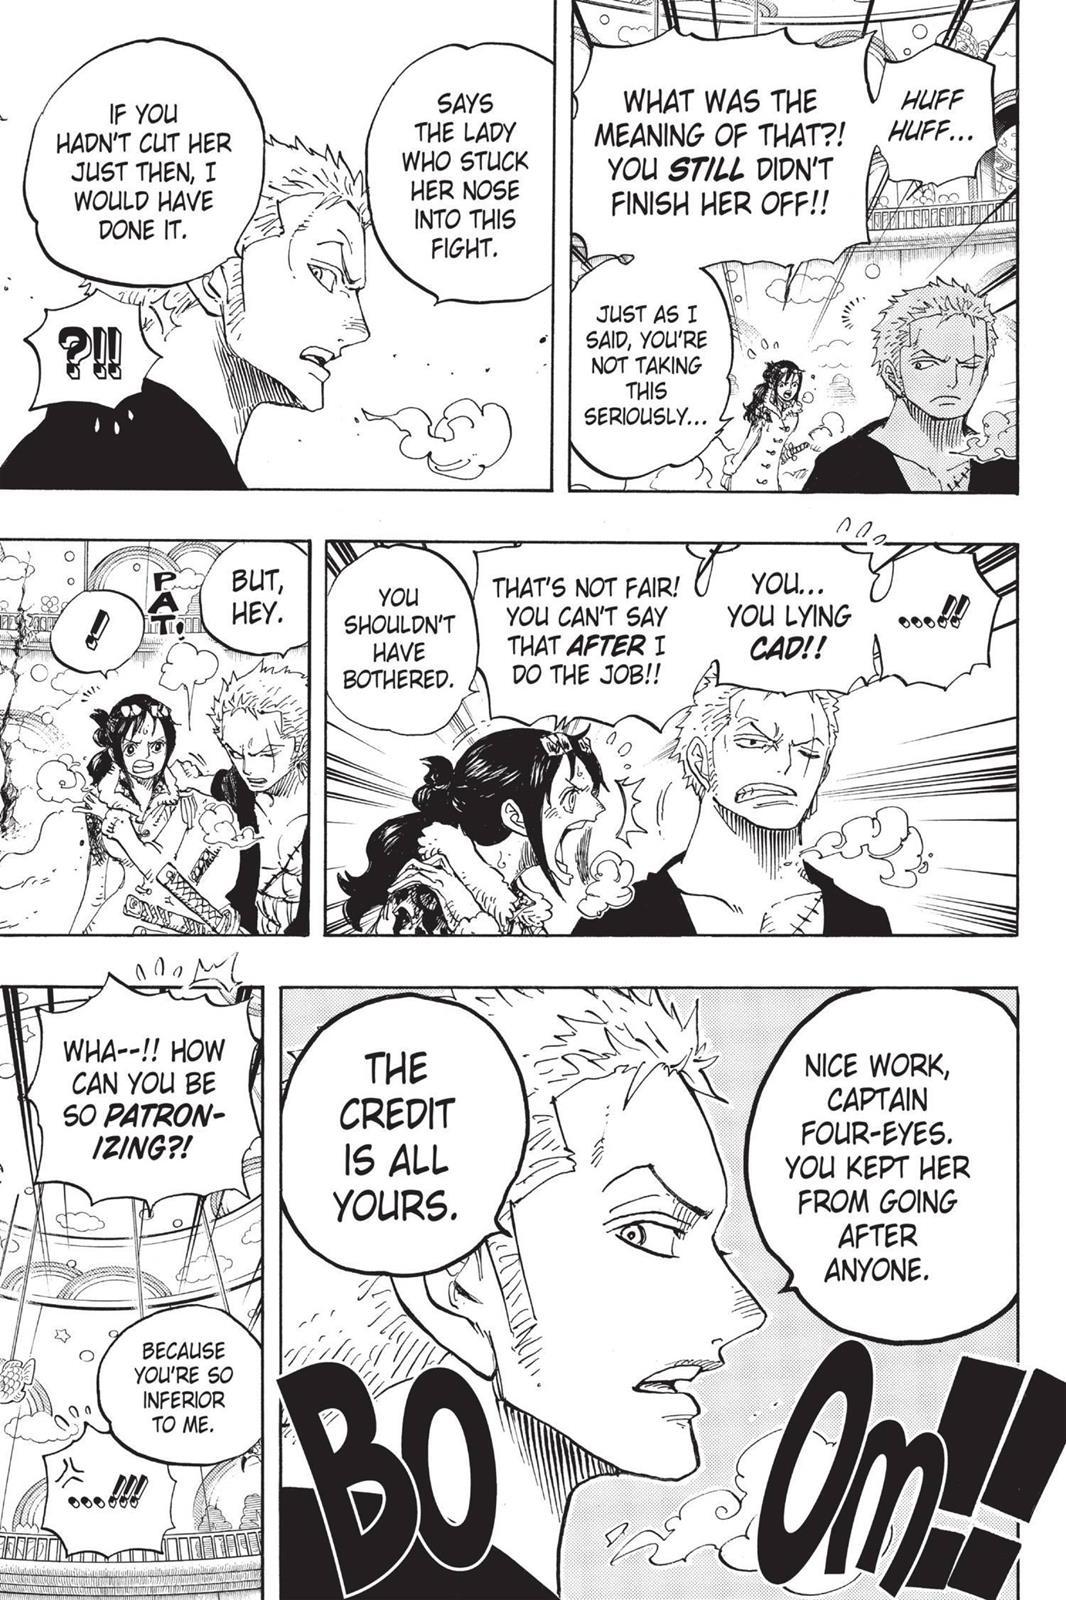 HUFF
HUFF...
WHAT WAS THE
MEANING OF THAT?!
YOU STILL DIDN'T
FINISH HER OFF!!
JUST AS I
SAID, YOU'RE
NOT TAKING
THIS
SERIOUSLY...
SAYS
THE LADY
WHO STUCK
HER NOSE
INTO THIS
FIGHT.
IF YOU
HADN'T CUT HER
JUST THEN, I
WOULD HAVE
DONE IT.
?!!
...!!
YOU...
YOU LYING
CAD!!
THAT'S NOT FAIR!
YOU CAN'T SAY
THAT AFTER I
DO THE JOB!!
YOU
SHOULDN'T
HAVE
BOTHERED.
BUT,
HEY.
PAT!
!
NICE WORK,
CAPTAIN
FOUR-EYES.
YOU KEPT HER
FROM GOING
AFTER
ANYONE.
THE
CREDIT
IS ALL
YOURS.
BOOM!!
WHA--!! HOW
CAN YOU BE
SO PATRON-
IZING?!
BECAUSE
YOU'RE SO
INFERIOR
TO ME.
...!!!